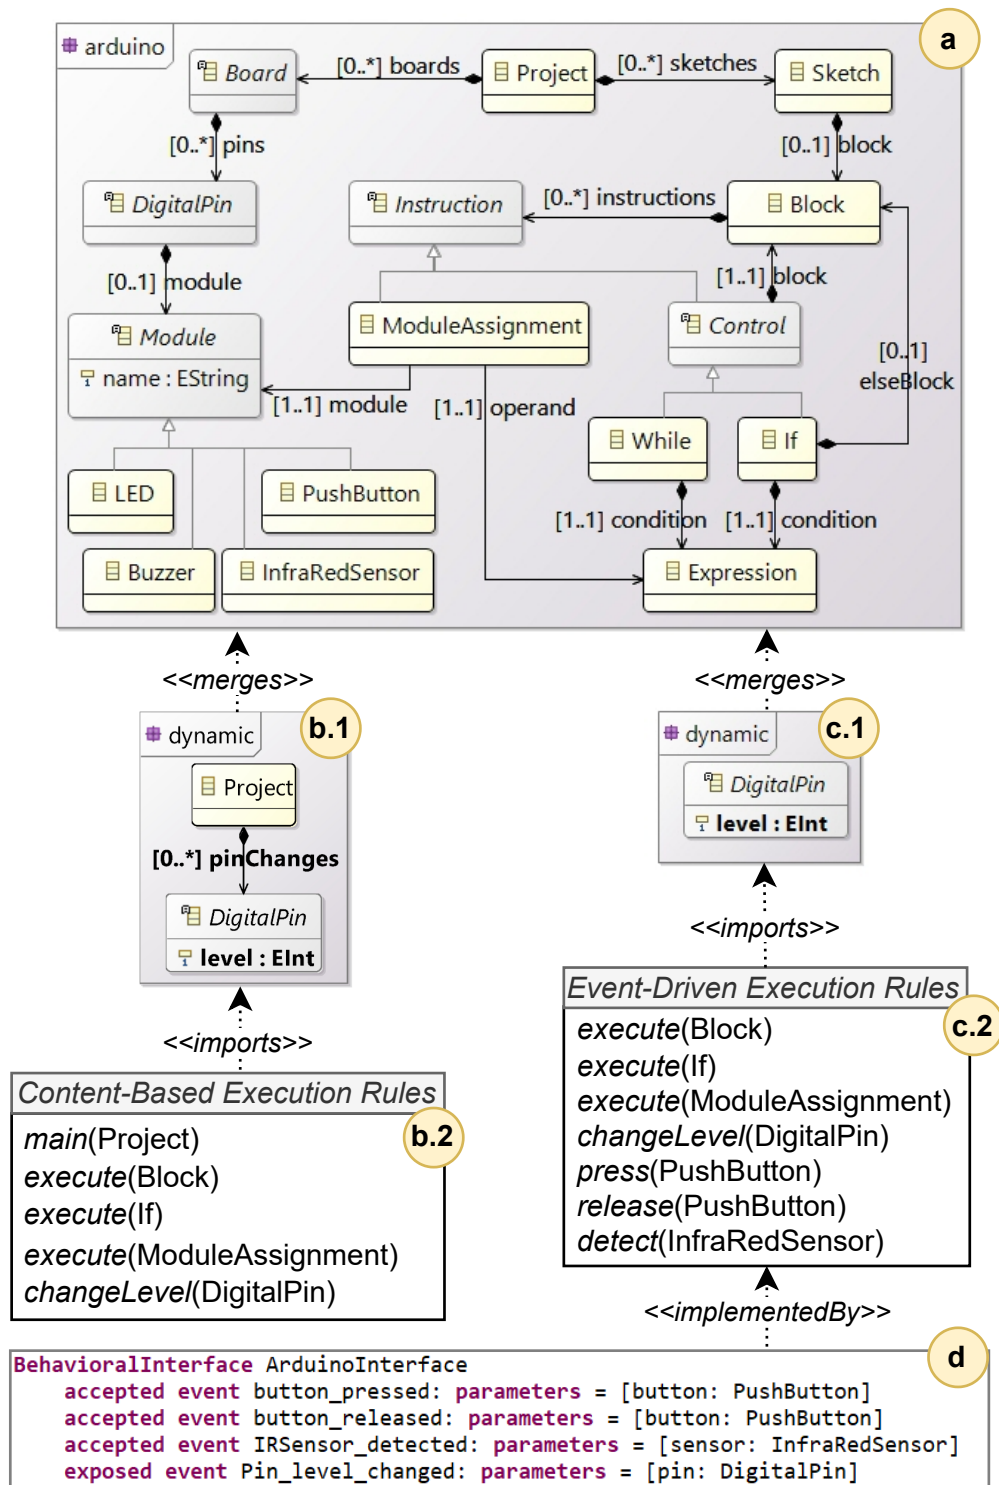 a
arduino
Board
[0..*] boards
Project
[0..*] sketches
Sketch
[0..*] pins
[0..1] block
DigitalPin
Instruction
[0..*] instructions
Block
[0..1] module
[1..1] block
Module
name : EString
ModuleAssignment
Control
[0..1]
elseBlock
[1..1] module
[1..1] operand
While
If
LED
PushButton
[1..1] condition
[1..1] condition
Buzzer
InfraRedSensor
Expression
<<merges>>
<<merges>>
b.1
dynamic
Project
[0..*] pinChanges
DigitalPin
level : EInt
<<imports>>
Content-Based Execution Rules
b.2
main(Project)
execute(Block)
execute(If)
execute(ModuleAssignment)
changeLevel(DigitalPin)
c.1
dynamic
DigitalPin
level : EInt
<<imports>>
Event-Driven Execution Rules
c.2
execute(Block)
execute(If)
execute(ModuleAssignment)
changeLevel(DigitalPin)
press(PushButton)
release(PushButton)
detect(InfraRedSensor)
<<implementedBy>>
d
BehavioralInterface ArduinoInterface
accepted event button_pressed: parameters = [button: PushButton]
accepted event button_released: parameters = [button: PushButton]
accepted event IRSensor_detected: parameters = [sensor: InfraRedSensor]
exposed event Pin_level_changed: parameters = [pin: DigitalPin]